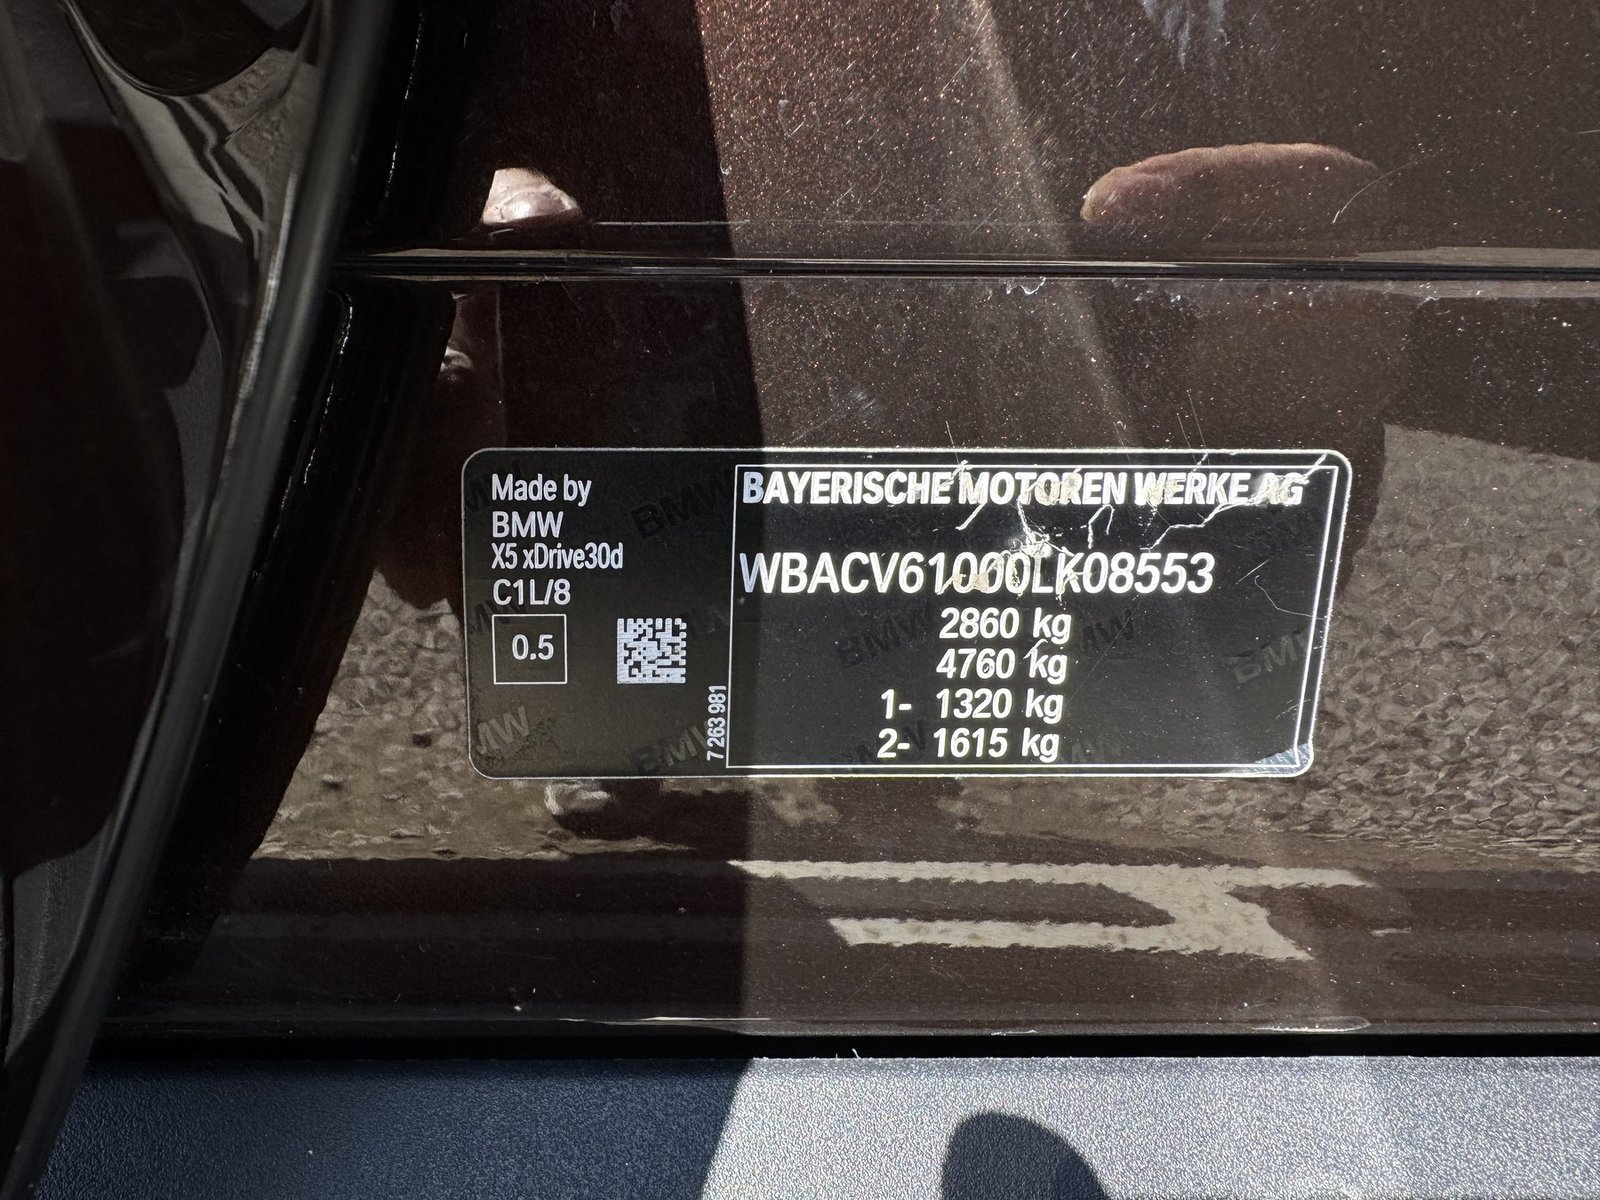 Made by
BMW
X5 xDrive30d
C1L/8
0.5
7 263 981
BAYERISCHE MOTOREN WERKE AG
WBACV61000LK08553
2860 kg
4760 kg
1- 1320 kg
2- 1615 kg